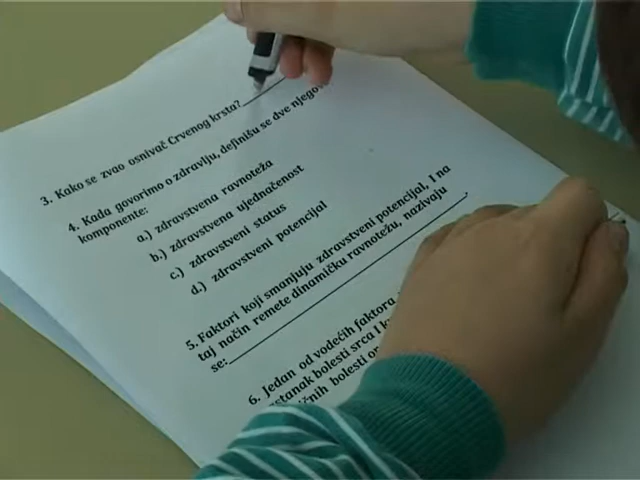 3. Kako se zvao osnivač Crvenog krsta?
4. Kada govorimo o zdravlju, definišu se dve
komponente:
a.) zdravstvena ravnoteža
b.) zdravstvena ujednačenost
c.) zdravstveni status
d.) zdravstveni potencijal
5. Faktori koji smanjuju zdravstveni potencijal, I na
taj način remete dinamičku ravnotežu, nazivaju
se:
6. Jedan od vodećih faktora
bolesti srca I
bolesti